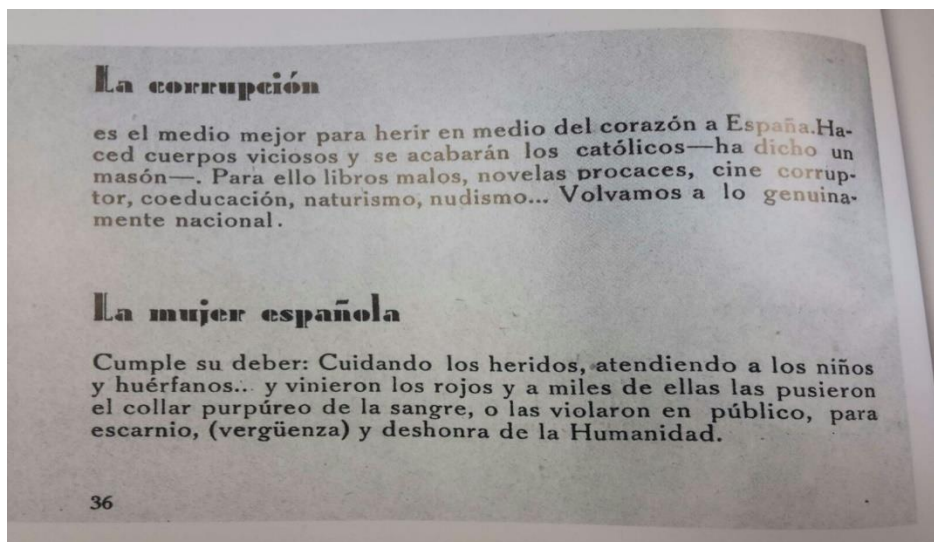 La corrupción
es el medio mejor para herir en medio del corazón a España.Ha-
ced cuerpos viciosos y se acabarán los católicos—ha dicho un
masón—. Para ello libros malos, novelas procaces, cine corrup-
tor, coeducación, naturismo, nudismo... Volvamos a lo genuina-
mente nacional.
La mujer española
Cumple su deber: Cuidando los heridos, atendiendo a los niños
y huérfanos... y vinieron los rojos y a miles de ellas las pusieron
el collar purpúreo de la sangre, o las violaron en público, para
escarnio, (vergüenza) y deshonra de la Humanidad.
36